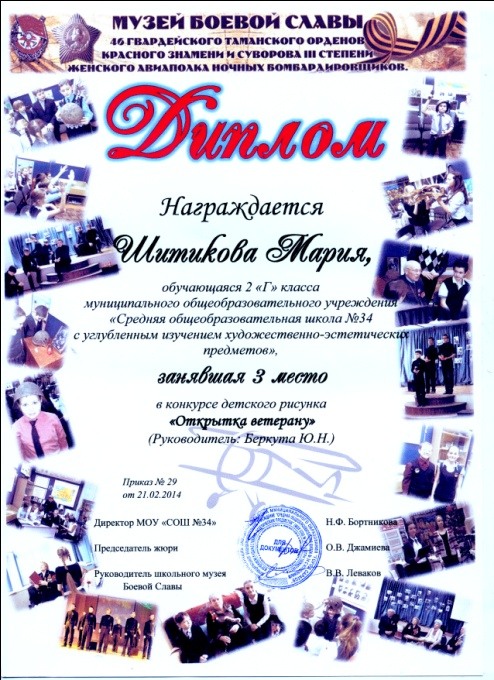 МУЗЕЙ БОЕВОЙ СЛАВЫ
46 ГВАРДЕЙСКОГО ТАМАНСКОГО ОРДЕНОВ
КРАСНОГО ЗНАМЕНИ И СУВОРОВА III СТЕПЕНИ
ЖЕНСКОГО АВИАПОЛКА НОЧНЫХ БОМБАРДИРОВЩИКОВ.
Диплом
Награждается
Шитикова Мария,
обучающаяся 2 «Г» класса
муниципального общеобразовательного учреждения
«Средняя общеобразовательная школа №34
с углубленным изучением художественно-эстетических
предметов»,
занявшая 3 место
в конкурсе детского рисунка
«Открытка ветерану»
(Руководитель: Беркута Ю.Н.)
Приказ № 29
от 21.02.2014
Директор МОУ «СОШ №34» Н.Ф. Бортникова
Председатель жюри О.В. Джамиева
Руководитель школьного музея В.В. Леваков
Боевой Славы
ДЛЯ
ДОКУМЕНТОВ